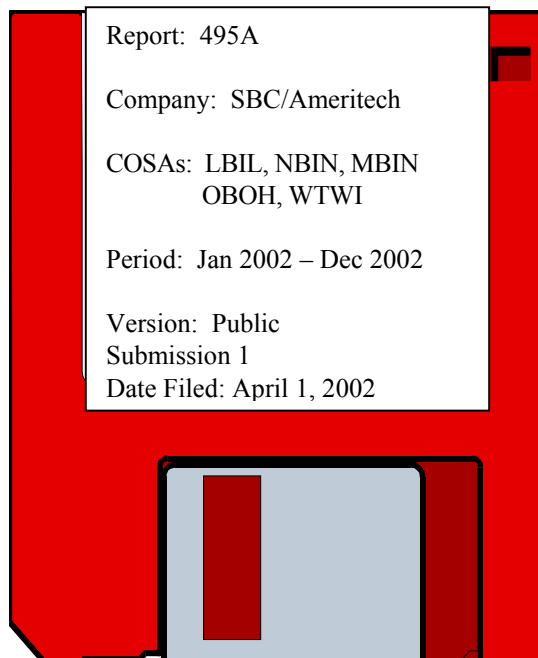 Report: 495A
Company: SBC/Ameritech
COSAs: LBIL, NBIN, MBIN
OBOH, WTWI
Period: Jan 2002 – Dec 2002
Version: Public
Submission 1
Date Filed: April 1, 2002